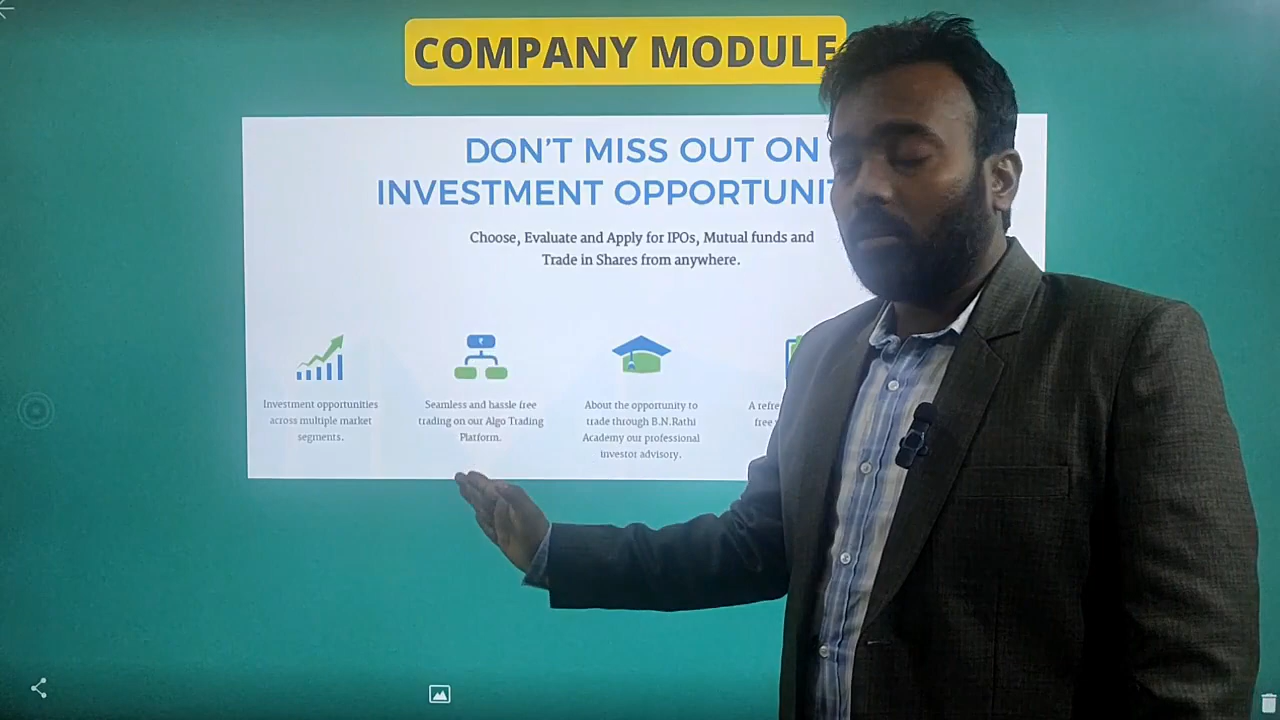 COMPANY MODULE
DON'T MISS OUT ON
INVESTMENT
Choose, Evaluate and Apply for IPOs, Mutual funds and
Trade in Shares from anywhere.
Investment opportunities
across multiple market
segments.
Seamless and hassle free
trading on our Algo Trading
Platform.
About the opportunity to
trade through B.N.Rathi
Academy our professional
investor advisory.
A
free